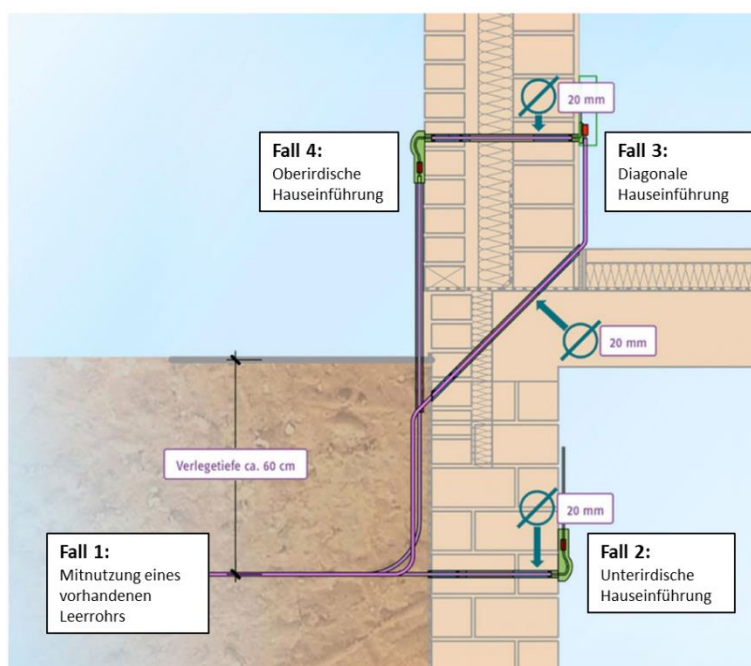 20 mm
Fall 4:
Oberirdische
Hauseinführung
Fall 3:
Diagonale
Hauseinführung
20 mm
Verlegetiefe ca. 60 cm
20 mm
Fall 1:
Mitnutzung eines
vorhandenen
Leerrohrs
Fall 2:
Unterirdische
Hauseinführung